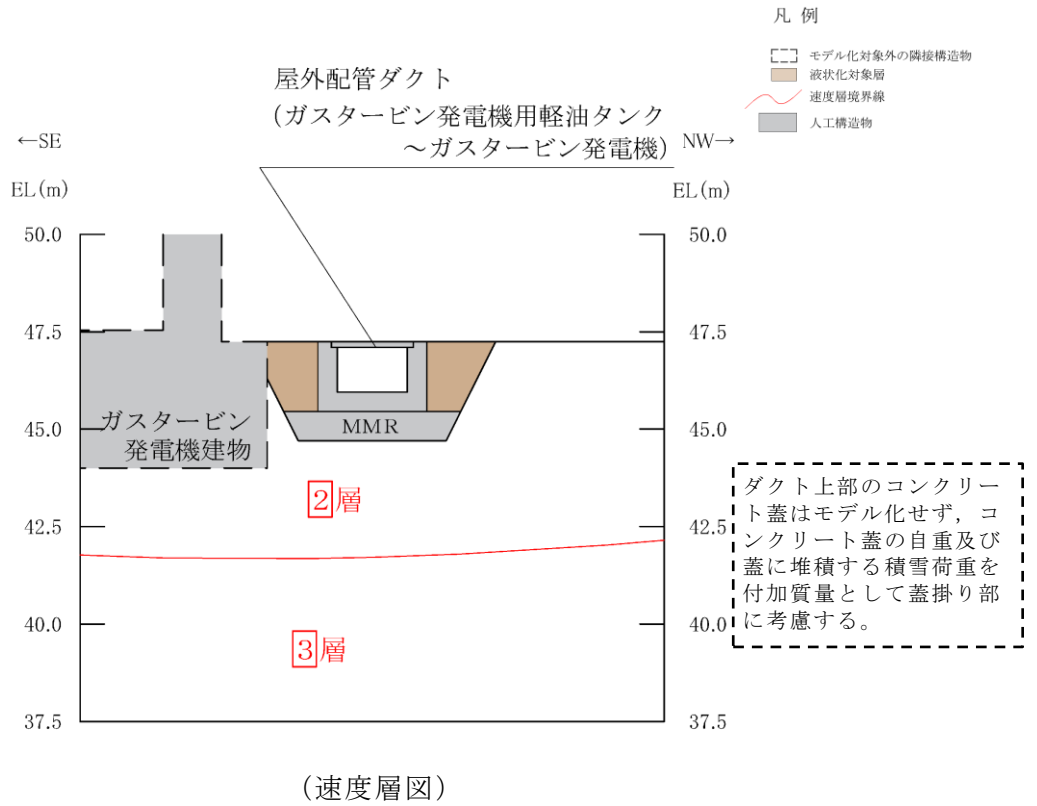 凡 例
モデル化対象外の隣接構造物
液状化対象層
速度層境界線
人工構造物
屋外配管ダクト
(ガスタービン発電機用軽油タンク
～ガスタービン発電機)
←SE
NW→
EL(m)
EL(m)
50.0
50.0
47.5
47.5
45.0
45.0
42.5
42.5
40.0
40.0
37.5
37.5
ガスタービン
発電機建物
MMR
2層
3層
ダクト上部のコンクリー
ト蓋はモデル化せず，コ
ンクリート蓋の自重及び
蓋に堆積する積雪荷重を
付加質量として蓋掛り部
に考慮する。
(速度層図)